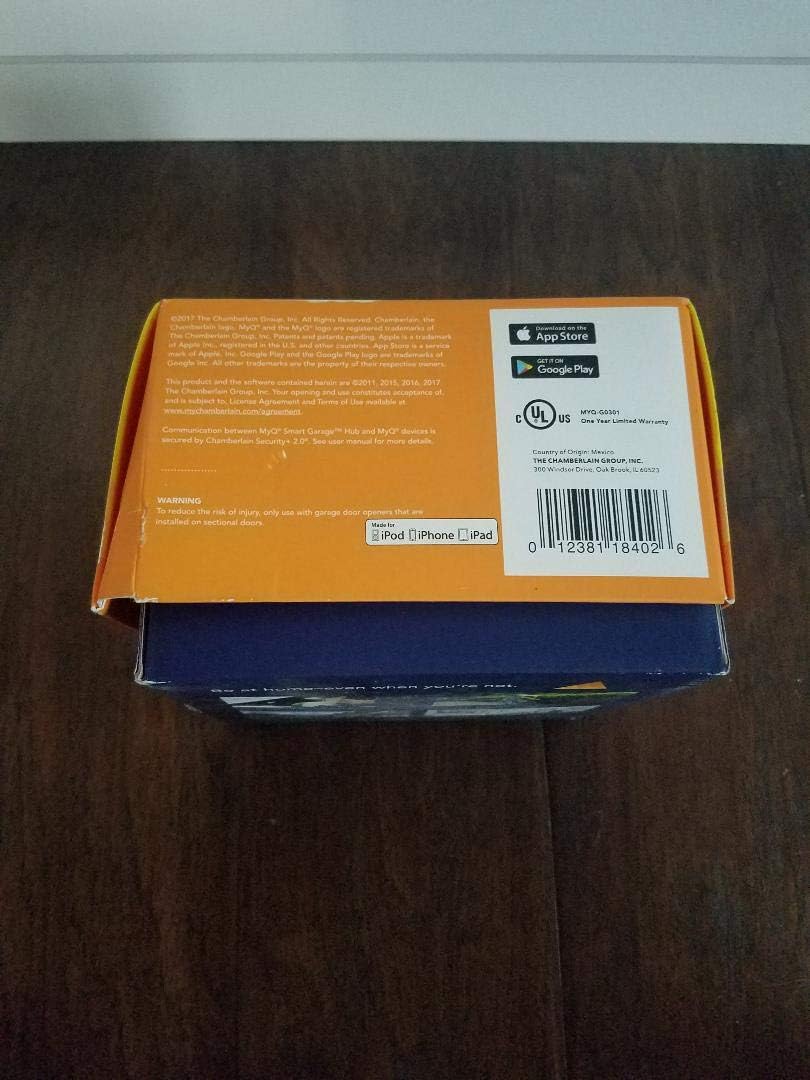 ©2017 The Chamberlain Group, Inc. All Rights Reserved. Chamberlain, the
Chamberlain logo, MyQ® and the MyQ® logo are registered trademarks of
The Chamberlain Group, Inc. Patents and patents pending. Apple is a trademark
of Apple Inc., registered in the U.S. and other countries. App Store is a service
mark of Apple, Inc. Google Play and the Google Play logo are trademarks of
Google Inc. All other trademarks are the property of their respective owners.
This product and the software contained herein are ©2011, 2015, 2016, 2017
The Chamberlain Group, Inc. Your opening and use constitutes acceptance of,
and is subject to, License Agreement and Terms of Use available at
www.mychamberlain.com/agreement.
Communication between MyQ® Smart Garage™ Hub and MyQ® devices is
secured by Chamberlain Security+ 2.0®. See user manual for more details.
WARNING
To reduce the risk of injury, only use with garage door openers that are
installed on sectional doors.
Made for
iPod iPhone iPad
Download on the
App Store
GET IT ON
Google Play
C UL US
MYQ-G0301
One Year Limited Warranty
Country of Origin: Mexico
THE CHAMBERLAIN GROUP, INC.
300 Windsor Drive, Oak Brook, IL 60523
0 12381 18402 6
Be at home—even when you're not.